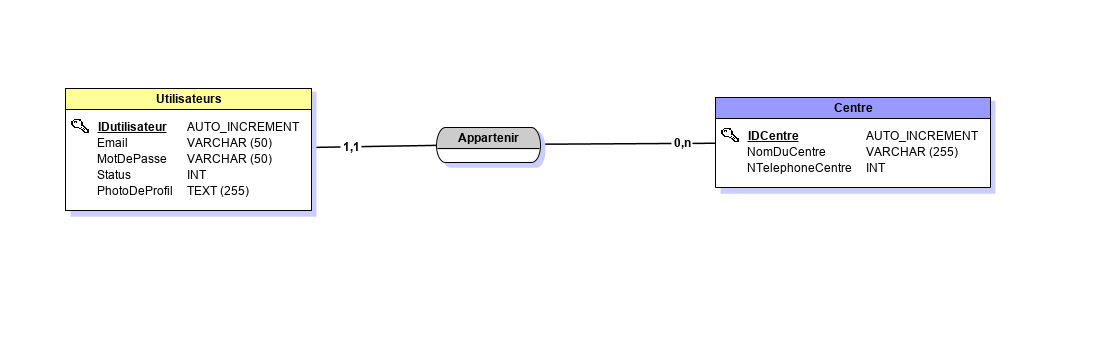 Utilisateurs
IDutilisateur AUTO_INCREMENT
Email VARCHAR (50)
MotDePasse VARCHAR (50)
Status INT
PhotoDeProfil TEXT (255)
1,1
Appartenir
0,n
Centre
IDCentre AUTO_INCREMENT
NomDuCentre VARCHAR (255)
NTelephoneCentre INT